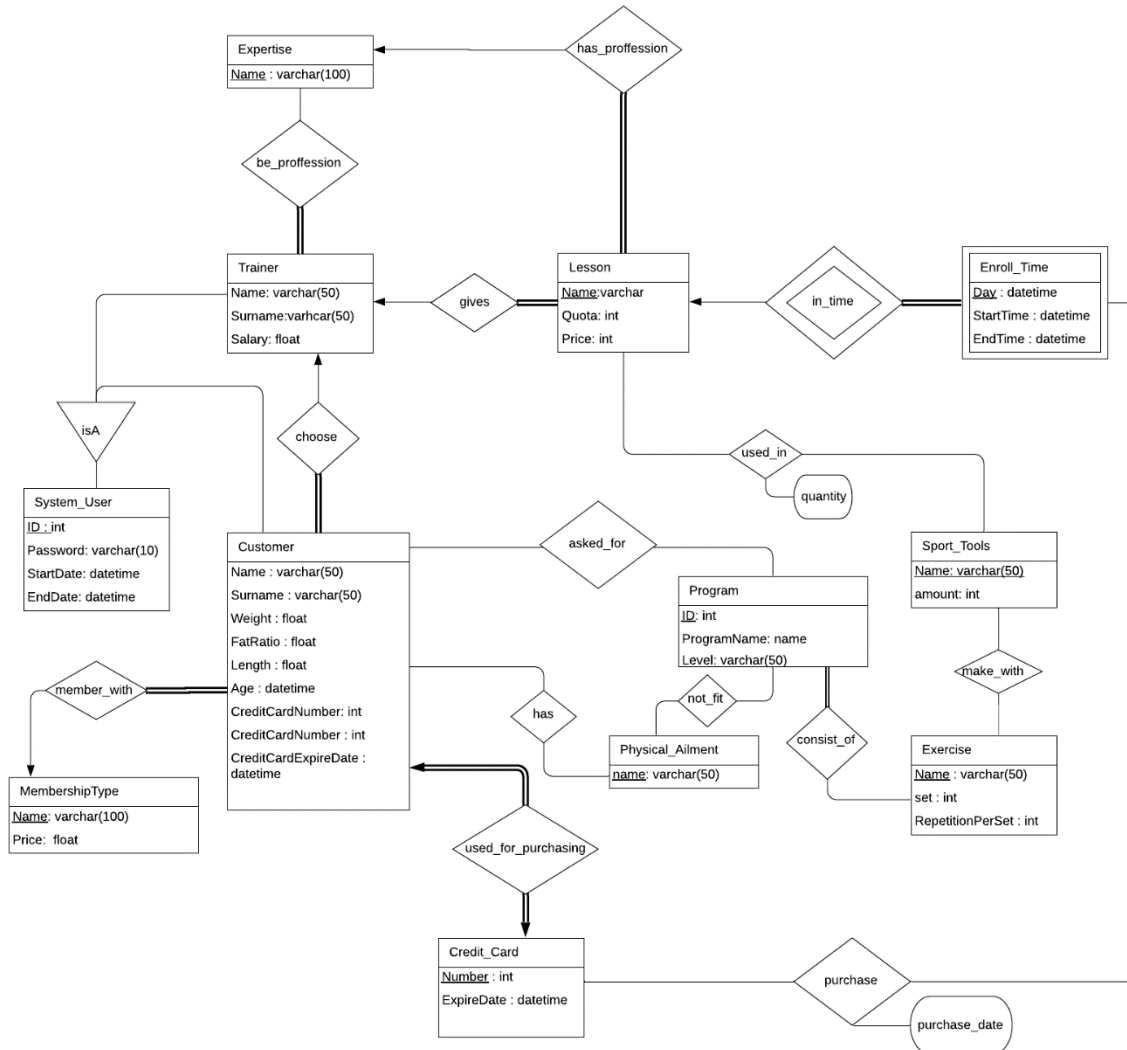 has_proffession
Expertise
Name : varchar(100)
be_proffession
Trainer
Name: varchar(50)
Surname:varhcar(50)
Salary: float
gives
Lesson
Name:varchar
Quota: int
Price: int
in_time
Enroll_Time
Day : datetime
StartTime : datetime
EndTime : datetime
isA
choose
used_in
quantity
System_User
ID : int
Password: varchar(10)
StartDate: datetime
EndDate: datetime
Customer
Name : varchar(50)
Surname : varchar(50)
Weight : float
FatRatio : float
Length : float
Age : datetime
CreditCardNumber: int
CreditCardNumber : int
CreditCardExpireDate :
datetime
asked_for
Sport_Tools
Name: varchar(50)
amount: int
Program
ID: int
ProgramName: name
Level: varchar(50)
make_with
member_with
has
not_fit
consist_of
Physical_Ailment
name: varchar(50)
Exercise
Name : varchar(50)
set : int
RepetitionPerSet : int
MembershipType
Name: varchar(100)
Price: float
used_for_purchasing
Credit_Card
Number : int
ExpireDate : datetime
purchase
purchase_date